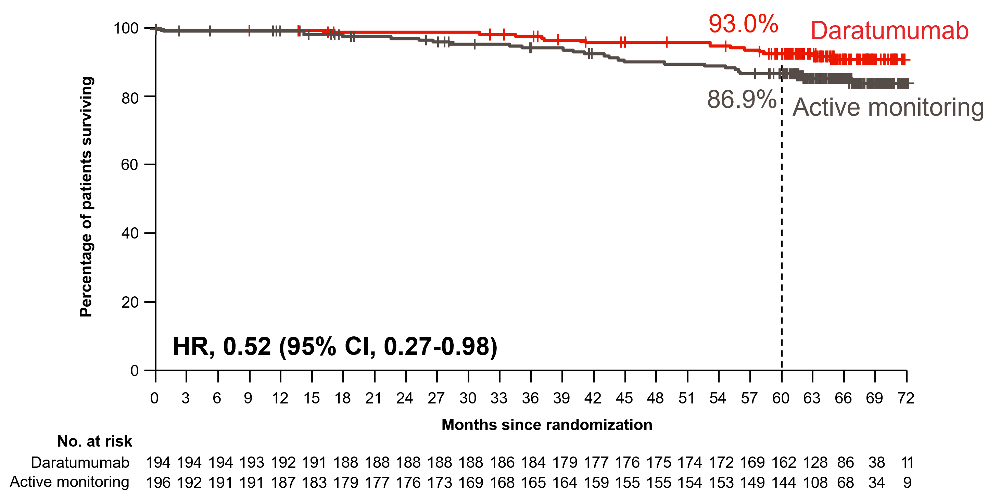 93.0%
Daratumumab
100
80
60
40
20
0
Percentage of patients surviving
86.9%
Active monitoring
HR, 0.52 (95% CI, 0.27-0.98)
0 3 6 9 12 15 18 21 24 27 30 33 36 39 42 45 48 51 54 57 60 63 66 69 72
Months since randomization
No. at risk
Daratumumab 194 194 194 193 192 191 188 188 188 188 188 186 184 179 177 176 175 174 172 169 162 128 86 38 11
Active monitoring 196 192 191 191 187 183 179 177 176 173 169 168 165 164 159 155 155 154 153 149 144 108 68 34 9